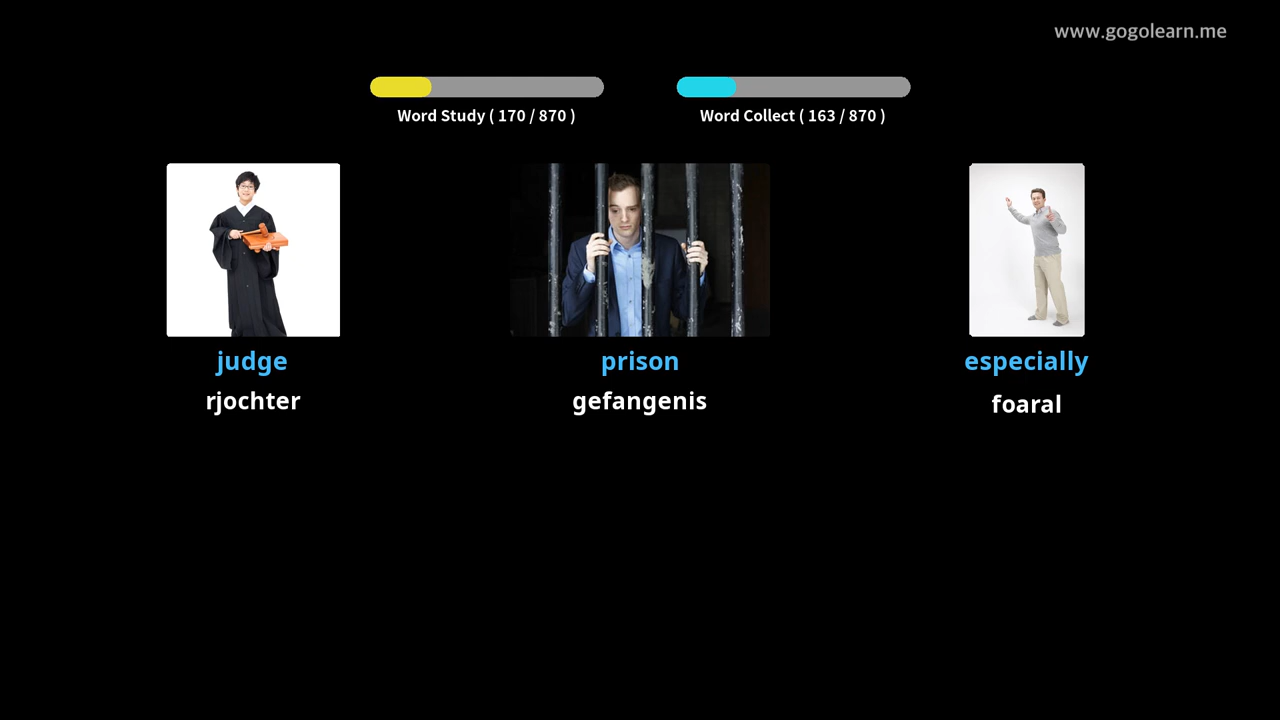 www.gogolearn.me
Word Study ( 170 / 870 )
Word Collect ( 163 / 870 )
judge
rjochter
prison
gefangenis
especially
foaral